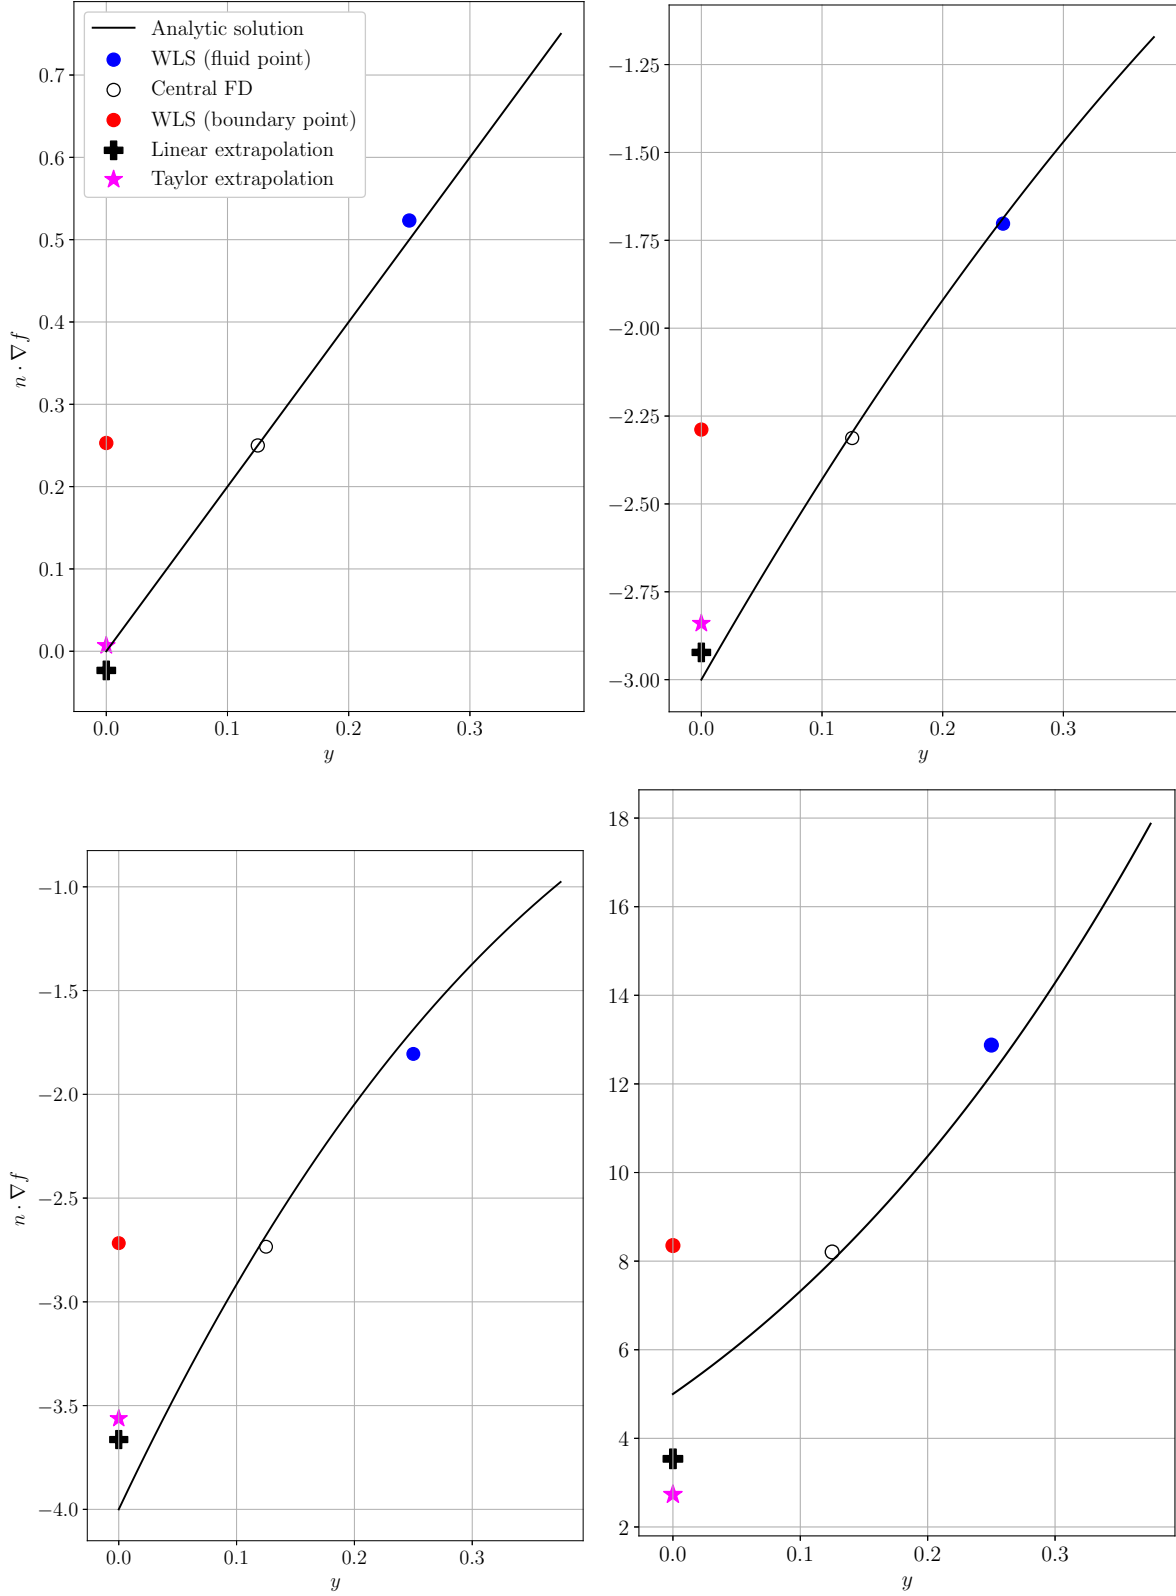 Analytic solution
WLS (fluid point)
Central FD
WLS (boundary point)
Linear extrapolation
Taylor extrapolation
0.7
0.6
0.5
0.4
0.3
0.2
0.1
0.0
n · ∇f
0.0 0.1 0.2 0.3
y
−1.25
−1.50
−1.75
−2.00
−2.25
−2.50
−2.75
−3.00
0.0 0.1 0.2 0.3
y
−1.0
−1.5
−2.0
−2.5
−3.0
−3.5
−4.0
n · ∇f
0.0 0.1 0.2 0.3
y
18
16
14
12
10
8
6
4
2
0.0 0.1 0.2 0.3
y